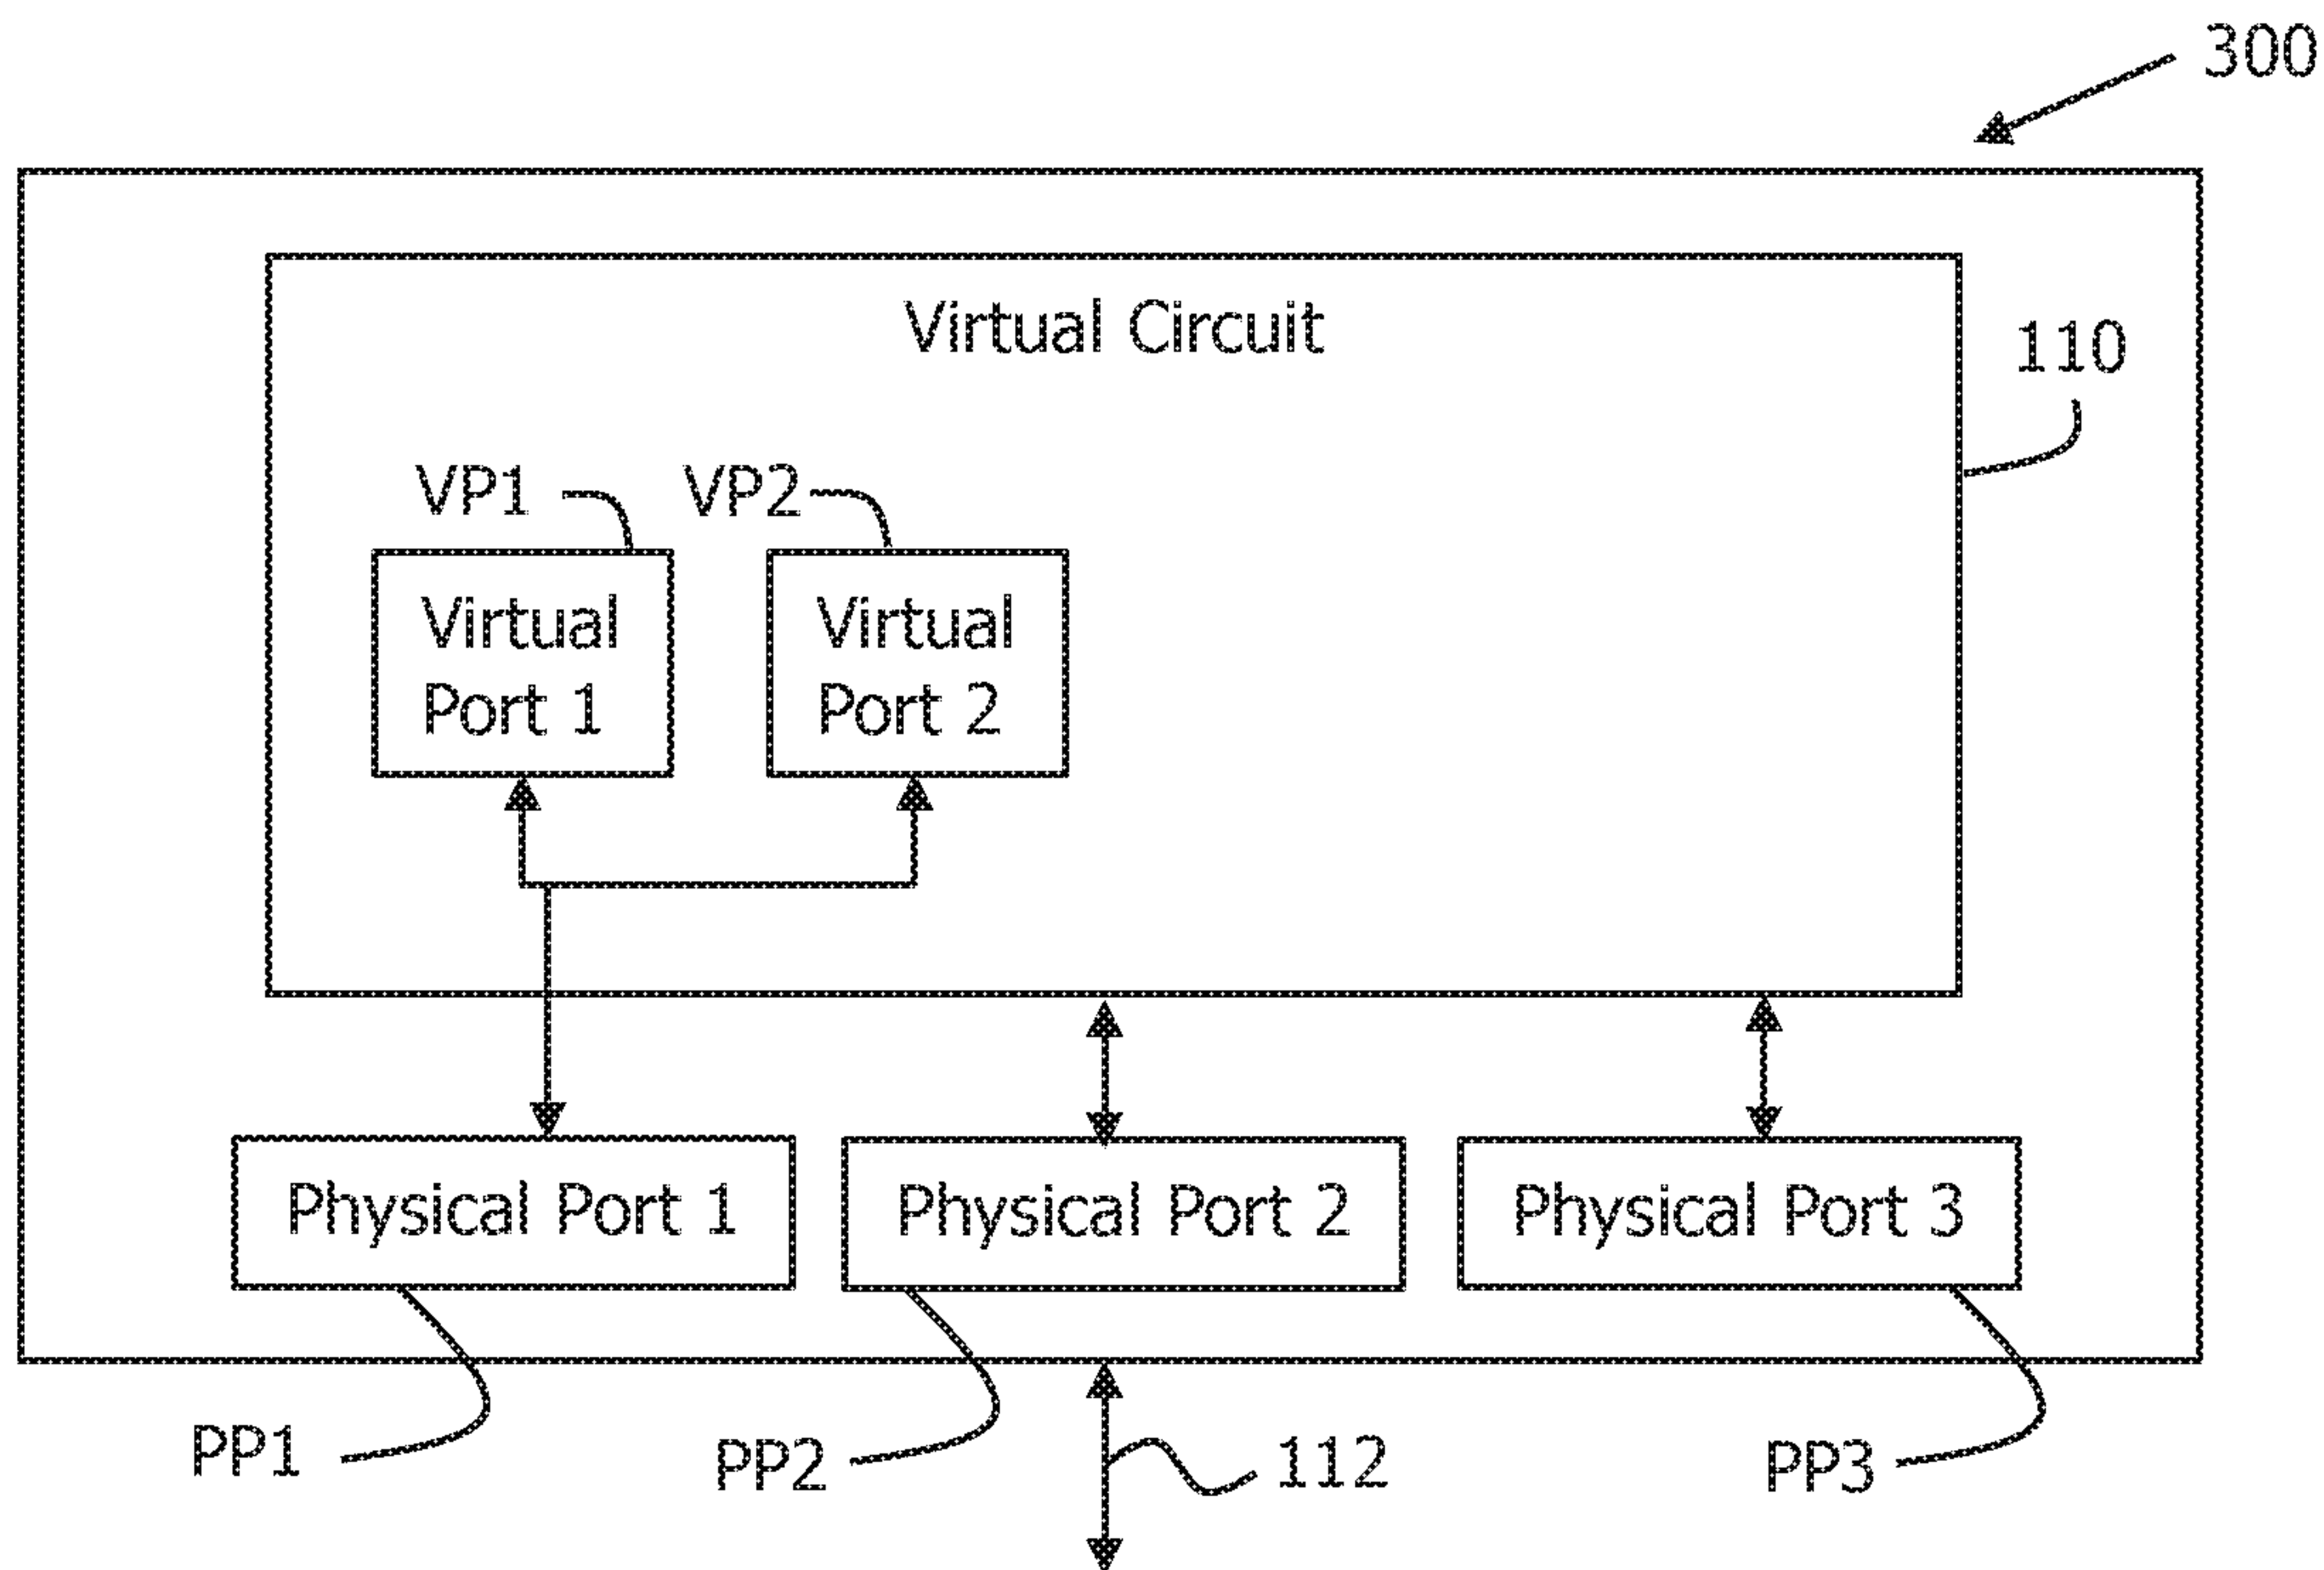 300
Virtual Circuit
110
VP1
VP2
Virtual
Port 1
Virtual
Port 2
Physical Port 1
Physical Port 2
Physical Port 3
PP1
PP2
112
PP3